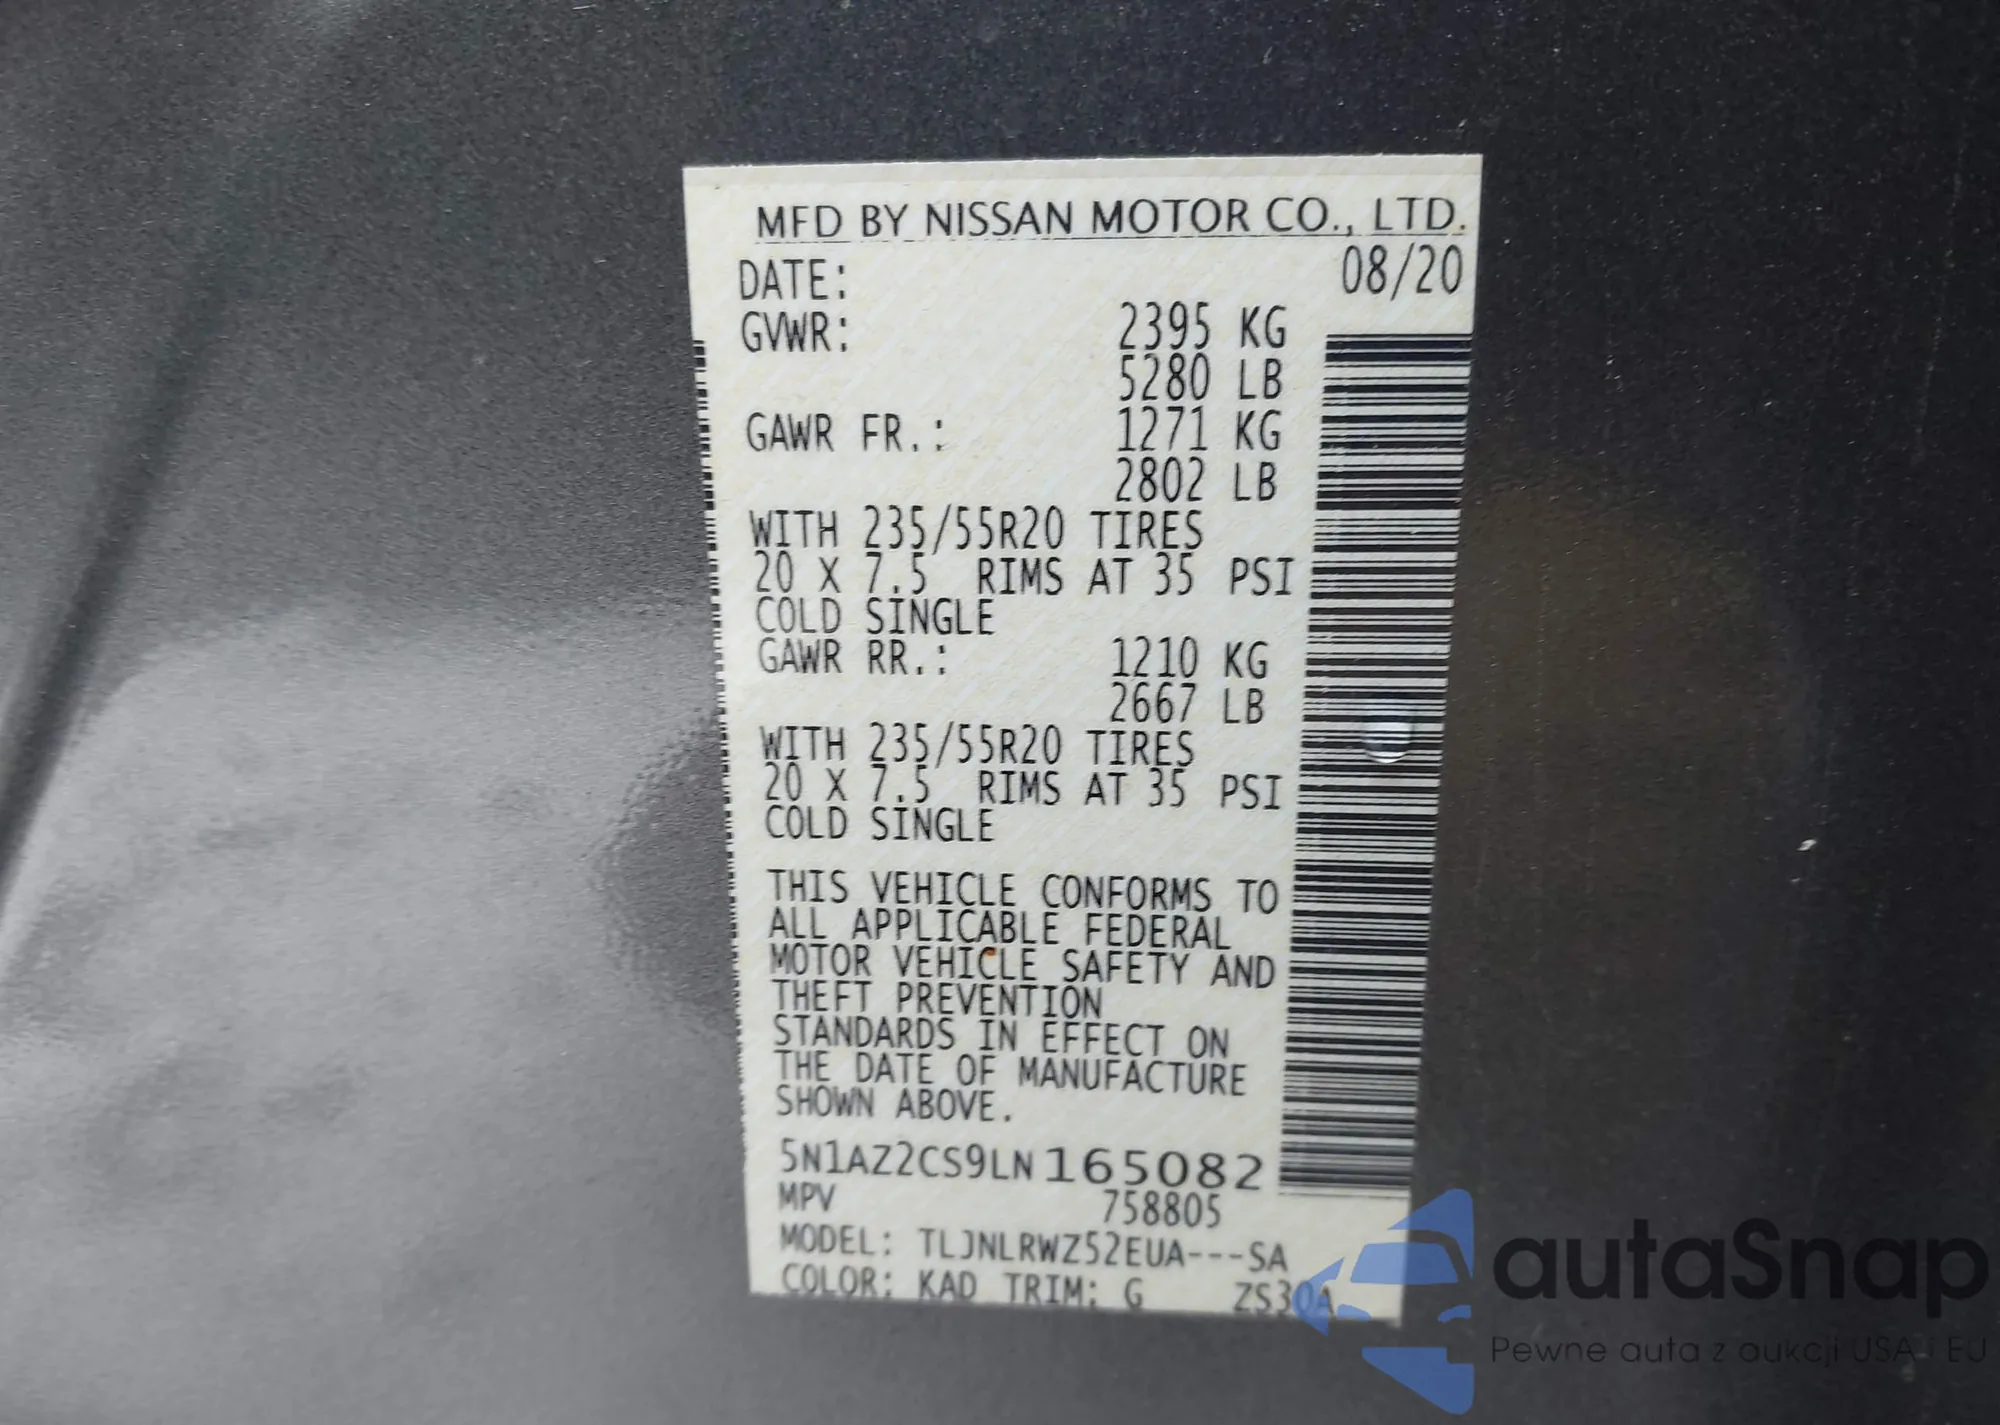 MFD BY NISSAN MOTOR CO., LTD.
DATE: 08/20
GVWR: 2395 KG
5280 LB
GAWR FR.: 1271 KG
2802 LB
WITH 235/55R20 TIRES
20 X 7.5 RIMS AT 35 PSI
COLD SINGLE
GAWR RR.: 1210 KG
2667 LB
WITH 235/55R20 TIRES
20 X 7.5 RIMS AT 35 PSI
COLD SINGLE
THIS VEHICLE CONFORMS TO
ALL APPLICABLE FEDERAL
MOTOR VEHICLE SAFETY AND
THEFT PREVENTION
STANDARDS IN EFFECT ON
THE DATE OF MANUFACTURE
SHOWN ABOVE.
5N1AZ2CS9LN165082
MPV 758805
MODEL: TLJNLRWZ52EUA---SA
COLOR: KAD TRIM: G ZS30A
autaSnap
Pewne auta z aukcji USA i EU